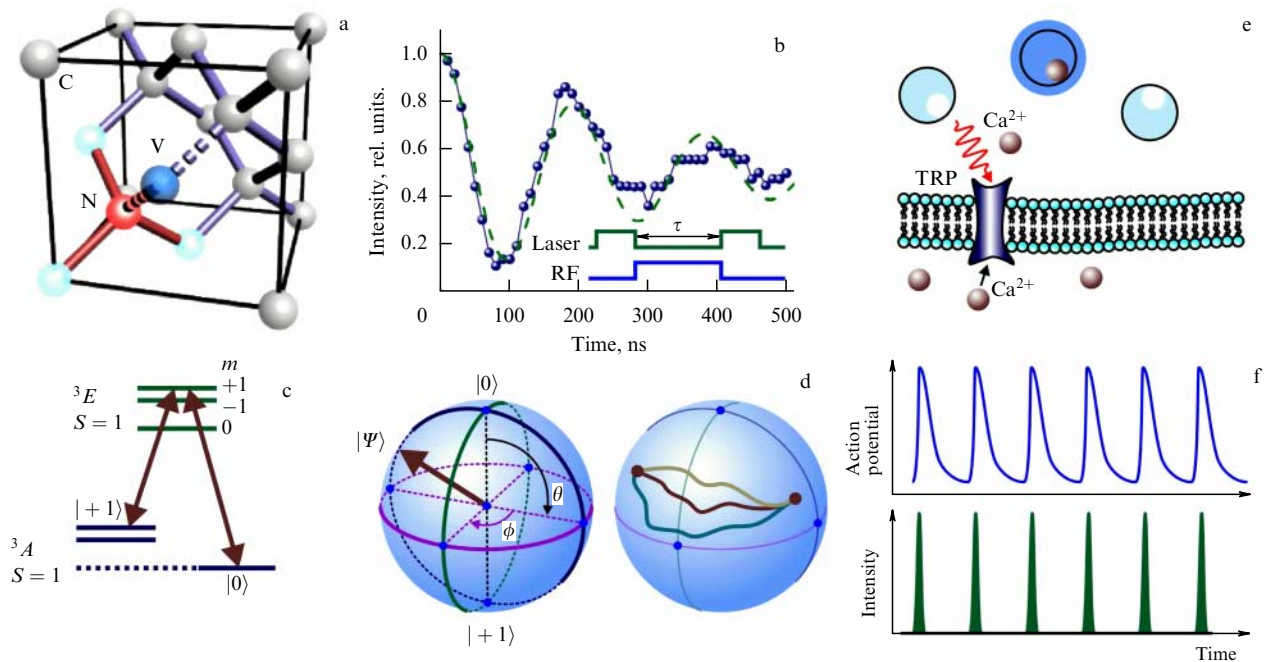 a
C
V
N
b
Intensity, rel. units.
1.0
0.8
0.6
0.4
0.2
τ
Laser
RF
0 100 200 300 400 500
Time, ns
e
Ca²⁺
TRP
Ca²⁺
c
m
³E
+1
−1
S = 1
0
|+1⟩
³A
S = 1
|0⟩
d
|0⟩
|Ψ⟩
θ
ϕ
|+1⟩
f
Action
potential
Intensity
Time